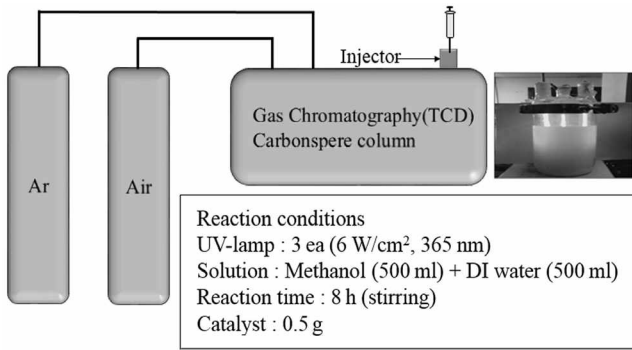 Injector
Gas Chromatography(TCD)
Carbonspere column
Ar
Air
Reaction conditions
UV-lamp : 3 ea (6 W/cm², 365 nm)
Solution : Methanol (500 ml) + DI water (500 ml)
Reaction time : 8 h (stirring)
Catalyst : 0.5 g